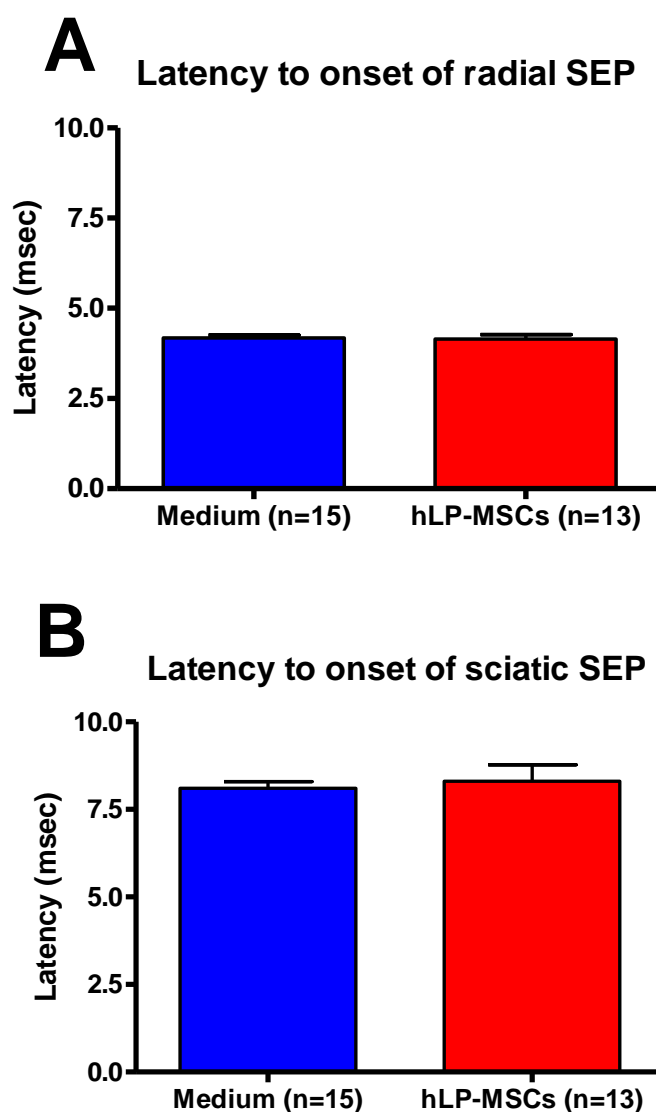 A
Latency to onset of radial SEP
Latency (msec)
10.0
7.5
5.0
2.5
0.0
Medium (n=15) hLP-MSCs (n=13)
B
Latency to onset of sciatic SEP
Latency (msec)
10.0
7.5
5.0
2.5
0.0
Medium (n=15) hLP-MSCs (n=13)